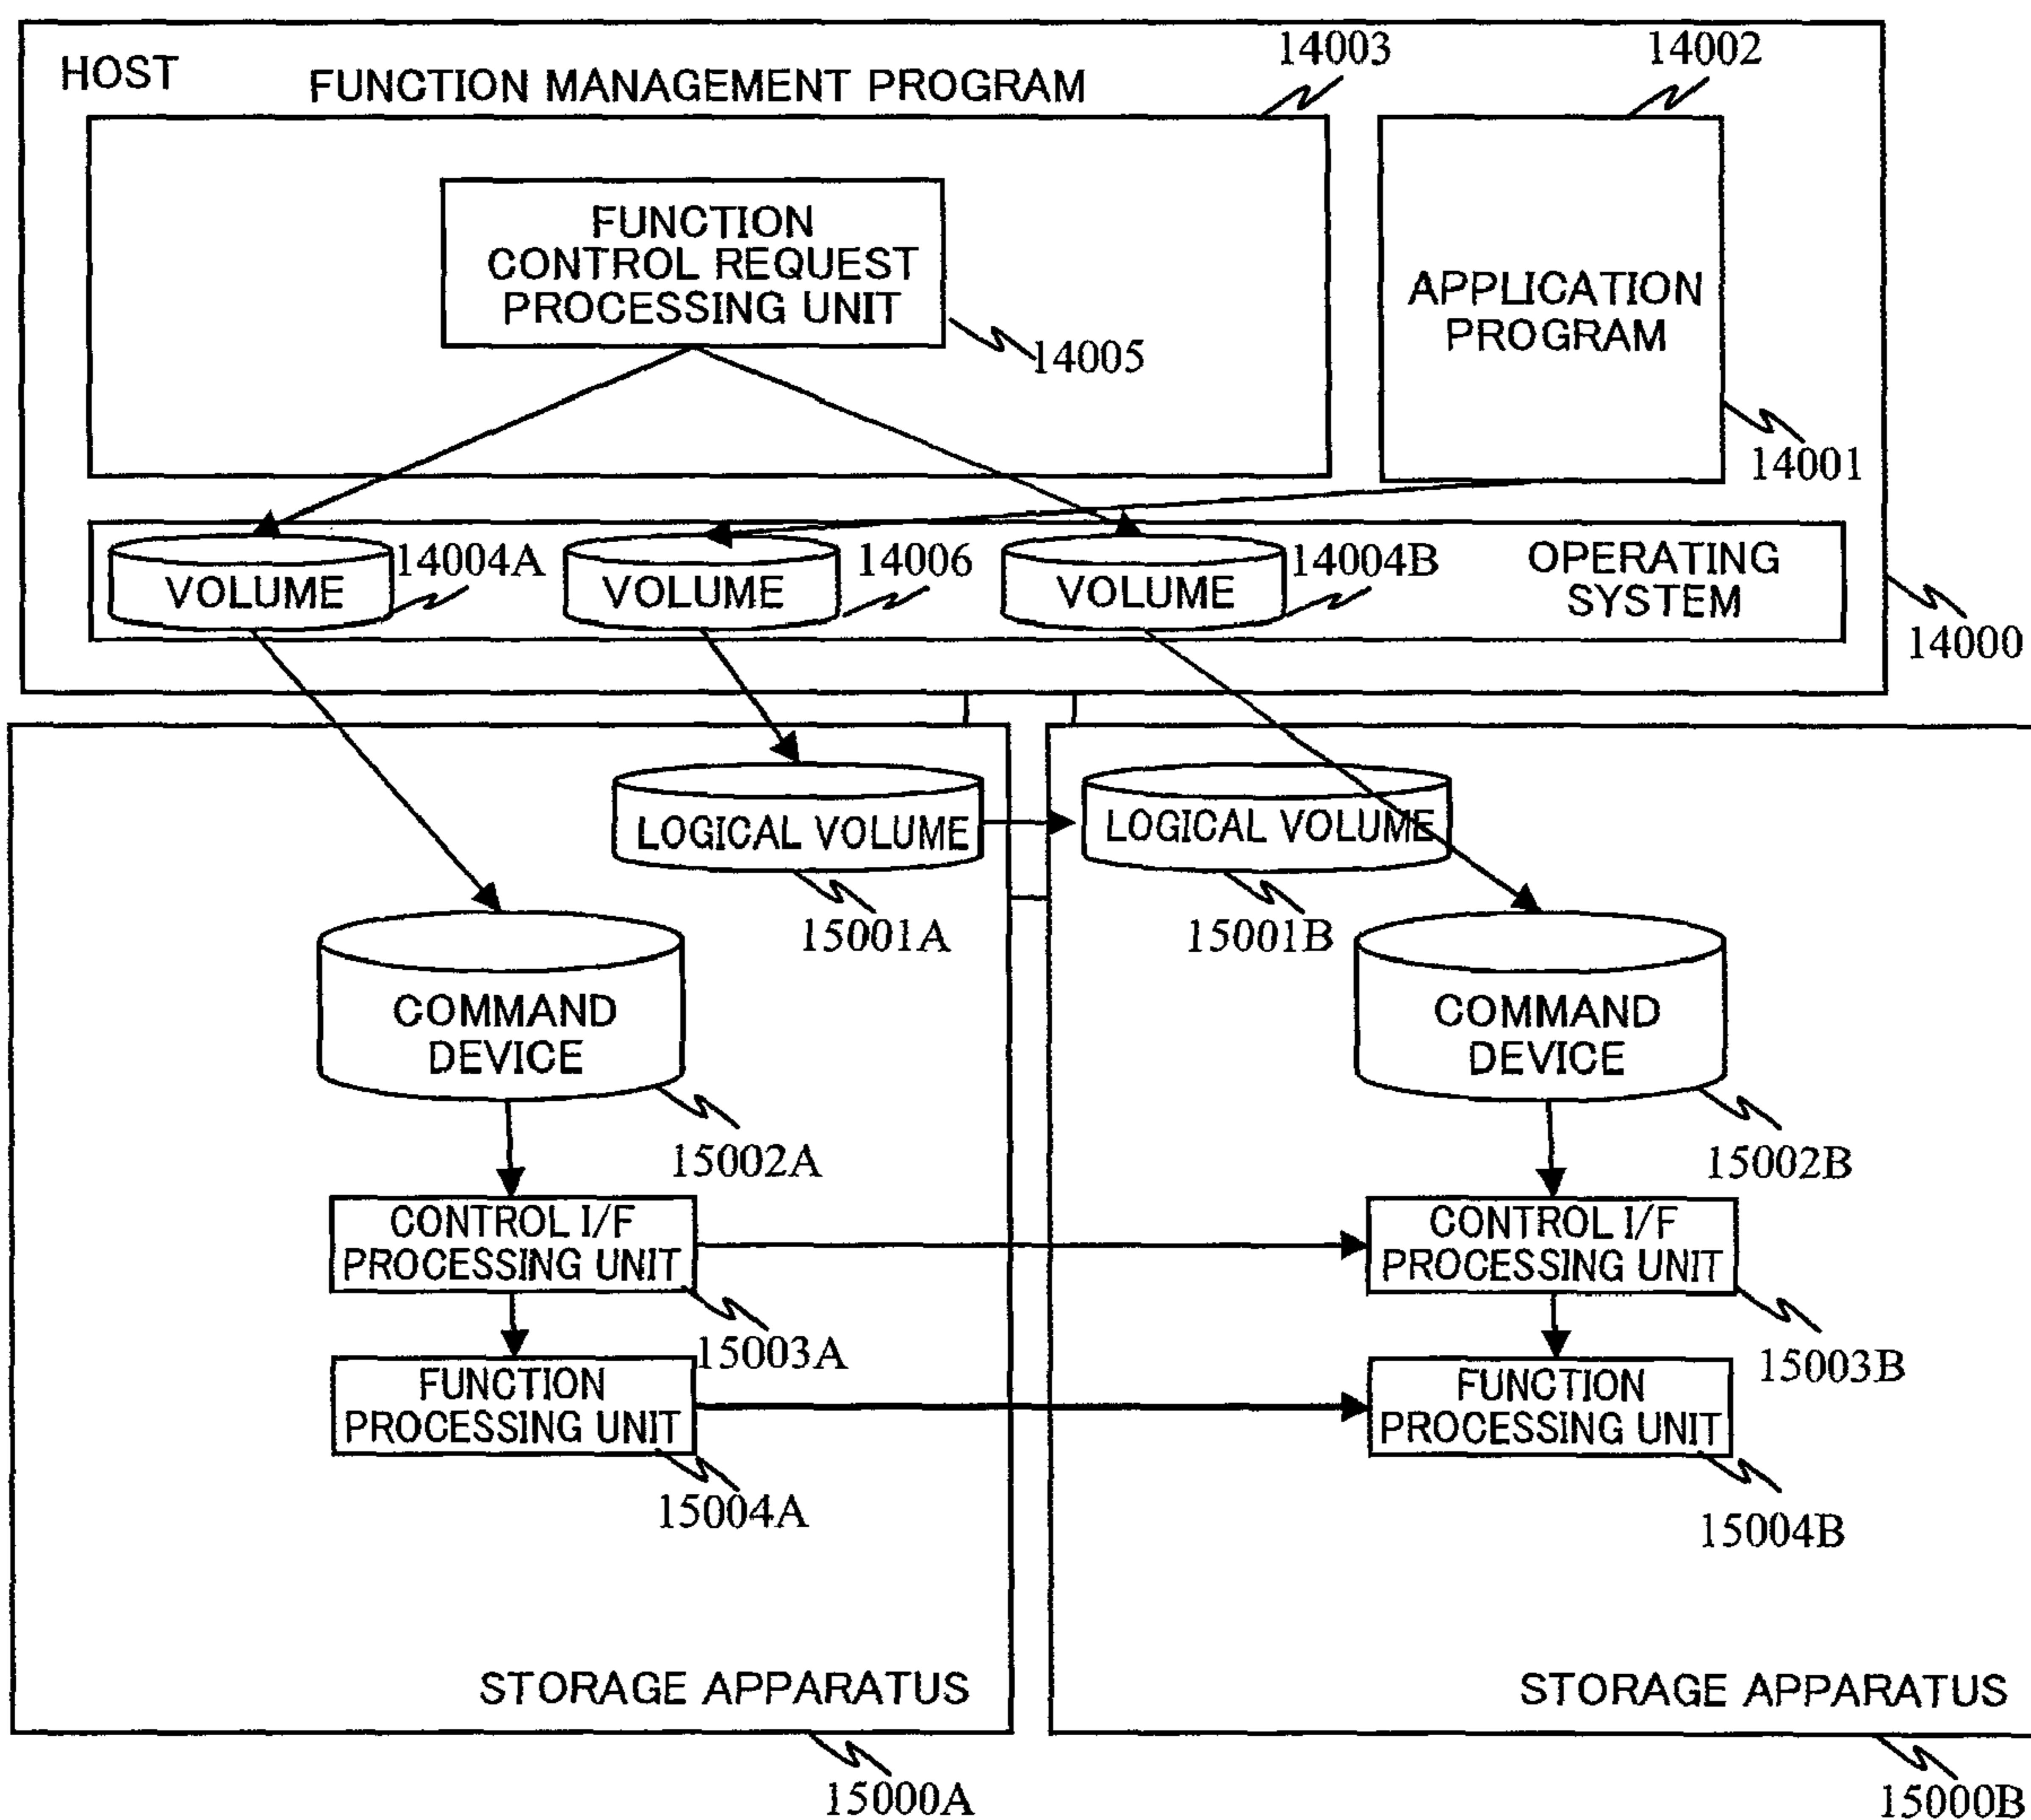 14003
14002
HOST
FUNCTION MANAGEMENT PROGRAM
FUNCTION
CONTROL REQUEST
PROCESSING UNIT
14005
APPLICATION
PROGRAM
14001
VOLUME
14004A
VOLUME
14006
VOLUME
14004B
OPERATING
SYSTEM
14000
LOGICAL VOLUME
15001A
LOGICAL VOLUME
15001B
COMMAND
DEVICE
15002A
COMMAND
DEVICE
15002B
CONTROL I/F
PROCESSING UNIT
15003A
CONTROL I/F
PROCESSING UNIT
15003B
FUNCTION
PROCESSING UNIT
15004A
FUNCTION
PROCESSING UNIT
15004B
STORAGE APPARATUS
15000A
STORAGE APPARATUS
15000B